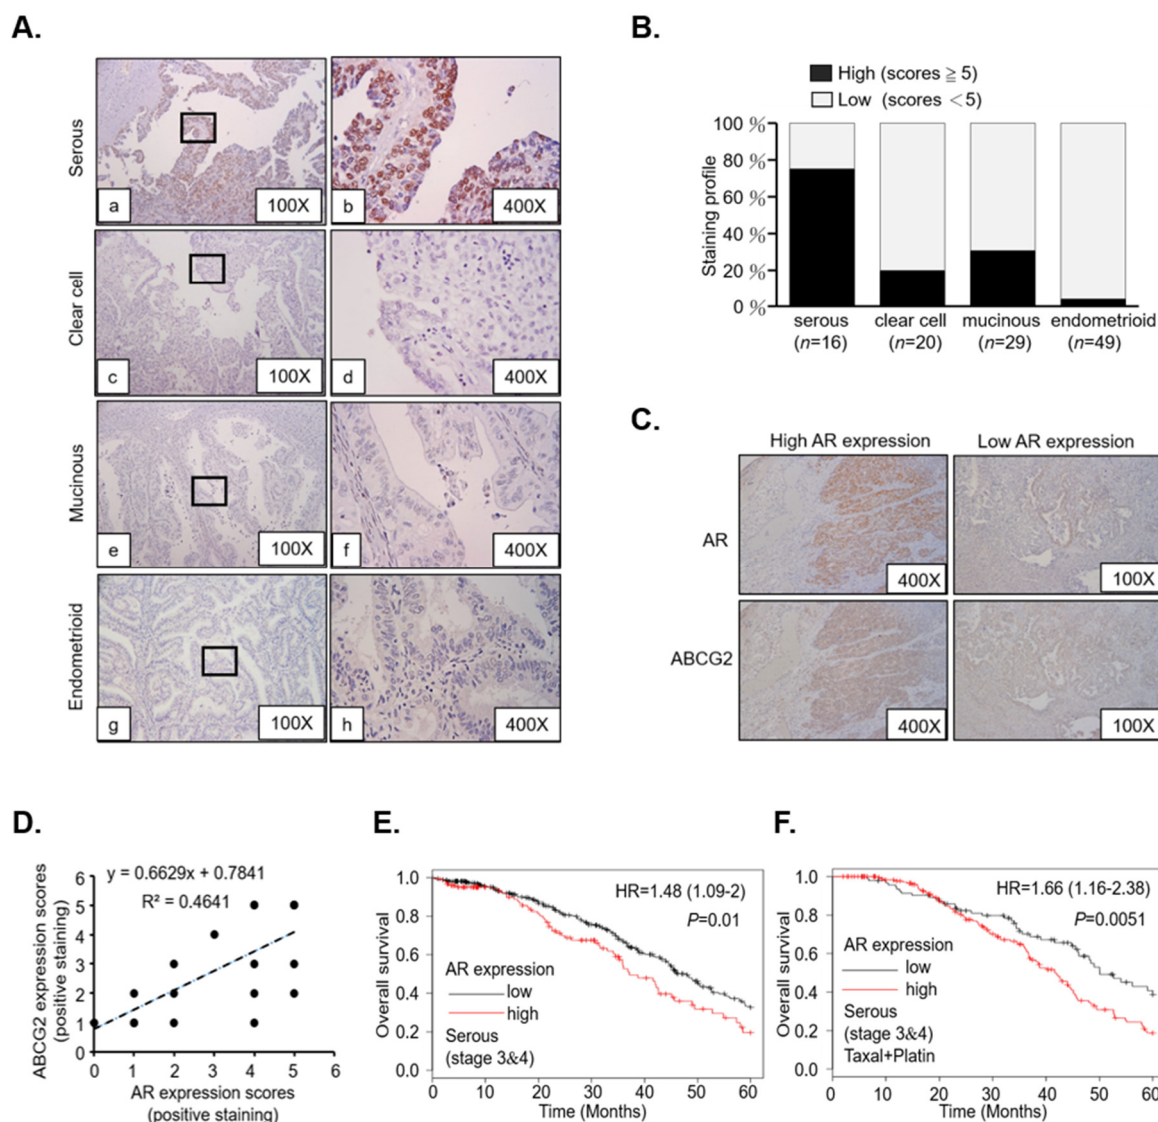 A.
Serous
a
100X
b
400X
Clear cell
c
100X
d
400X
Mucinous
e
100X
f
400X
Endometrioid
g
100X
h
400X
B.
High (scores ≧ 5)
Low (scores < 5)
Staining profile
100 %
80 %
60 %
40 %
20 %
0 %
serous
(n=16)
clear cell
(n=20)
mucinous
(n=29)
endometrioid
(n=49)
C.
High AR expression
Low AR expression
AR
400X
100X
ABCG2
400X
100X
D.
y = 0.6629x + 0.7841
R² = 0.4641
ABCG2 expression scores
(positive staining)
6
5
4
3
2
1
0
0 1 2 3 4 5 6
AR expression scores
(positive staining)
E.
HR=1.48 (1.09-2)
P=0.01
Overall survival
1.0
0.8
0.6
0.4
0.2
0.0
AR expression
low
high
Serous
(stage 3&4)
0 10 20 30 40 50 60
Time (Months)
F.
HR=1.66 (1.16-2.38)
P=0.0051
Overall survival
1.0
0.8
0.6
0.4
0.2
0.0
AR expression
low
high
Serous
(stage 3&4)
Taxal+Platin
0 10 20 30 40 50 60
Time (Months)